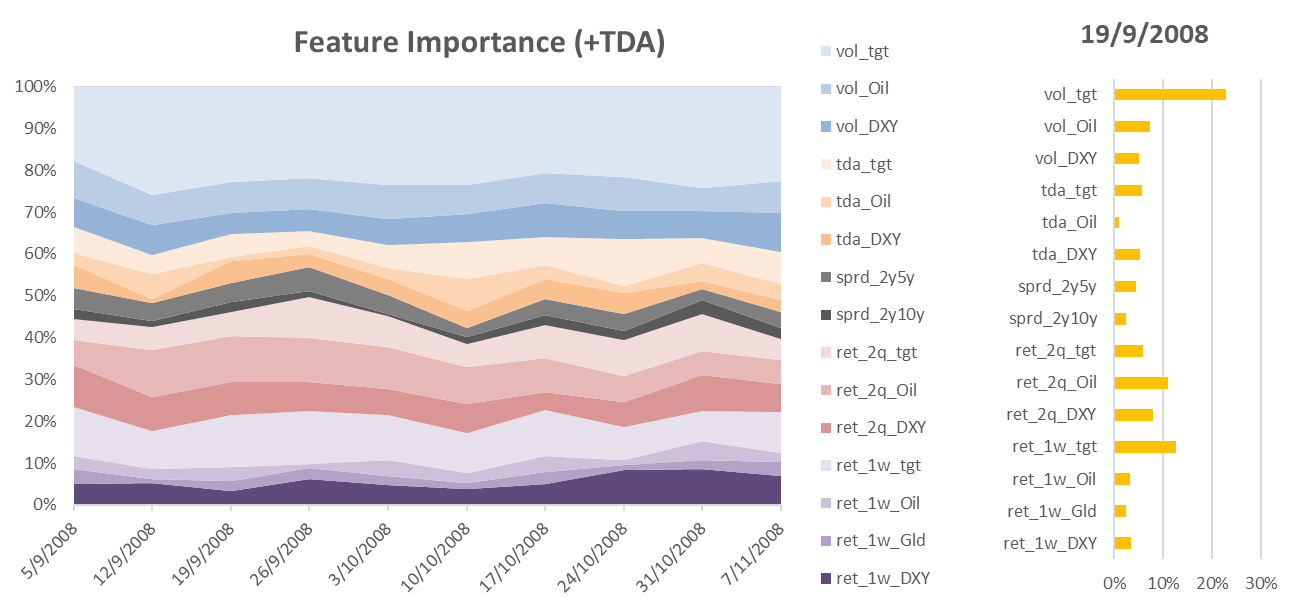 Feature Importance (+TDA)
100%
90%
80%
70%
60%
50%
40%
30%
20%
10%
0%
5/9/2008
12/9/2008
19/9/2008
26/9/2008
3/10/2008
10/10/2008
17/10/2008
24/10/2008
31/10/2008
7/11/2008
vol_tgt
vol_Oil
vol_DXY
tda_tgt
tda_Oil
tda_DXY
sprd_2y5y
sprd_2y10y
ret_2q_tgt
ret_2q_Oil
ret_2q_DXY
ret_1w_tgt
ret_1w_Oil
ret_1w_Gld
ret_1w_DXY
19/9/2008
vol_tgt
vol_Oil
vol_DXY
tda_tgt
tda_Oil
tda_DXY
sprd_2y5y
sprd_2y10y
ret_2q_tgt
ret_2q_Oil
ret_2q_DXY
ret_1w_tgt
ret_1w_Oil
ret_1w_Gld
ret_1w_DXY
0% 10% 20% 30%